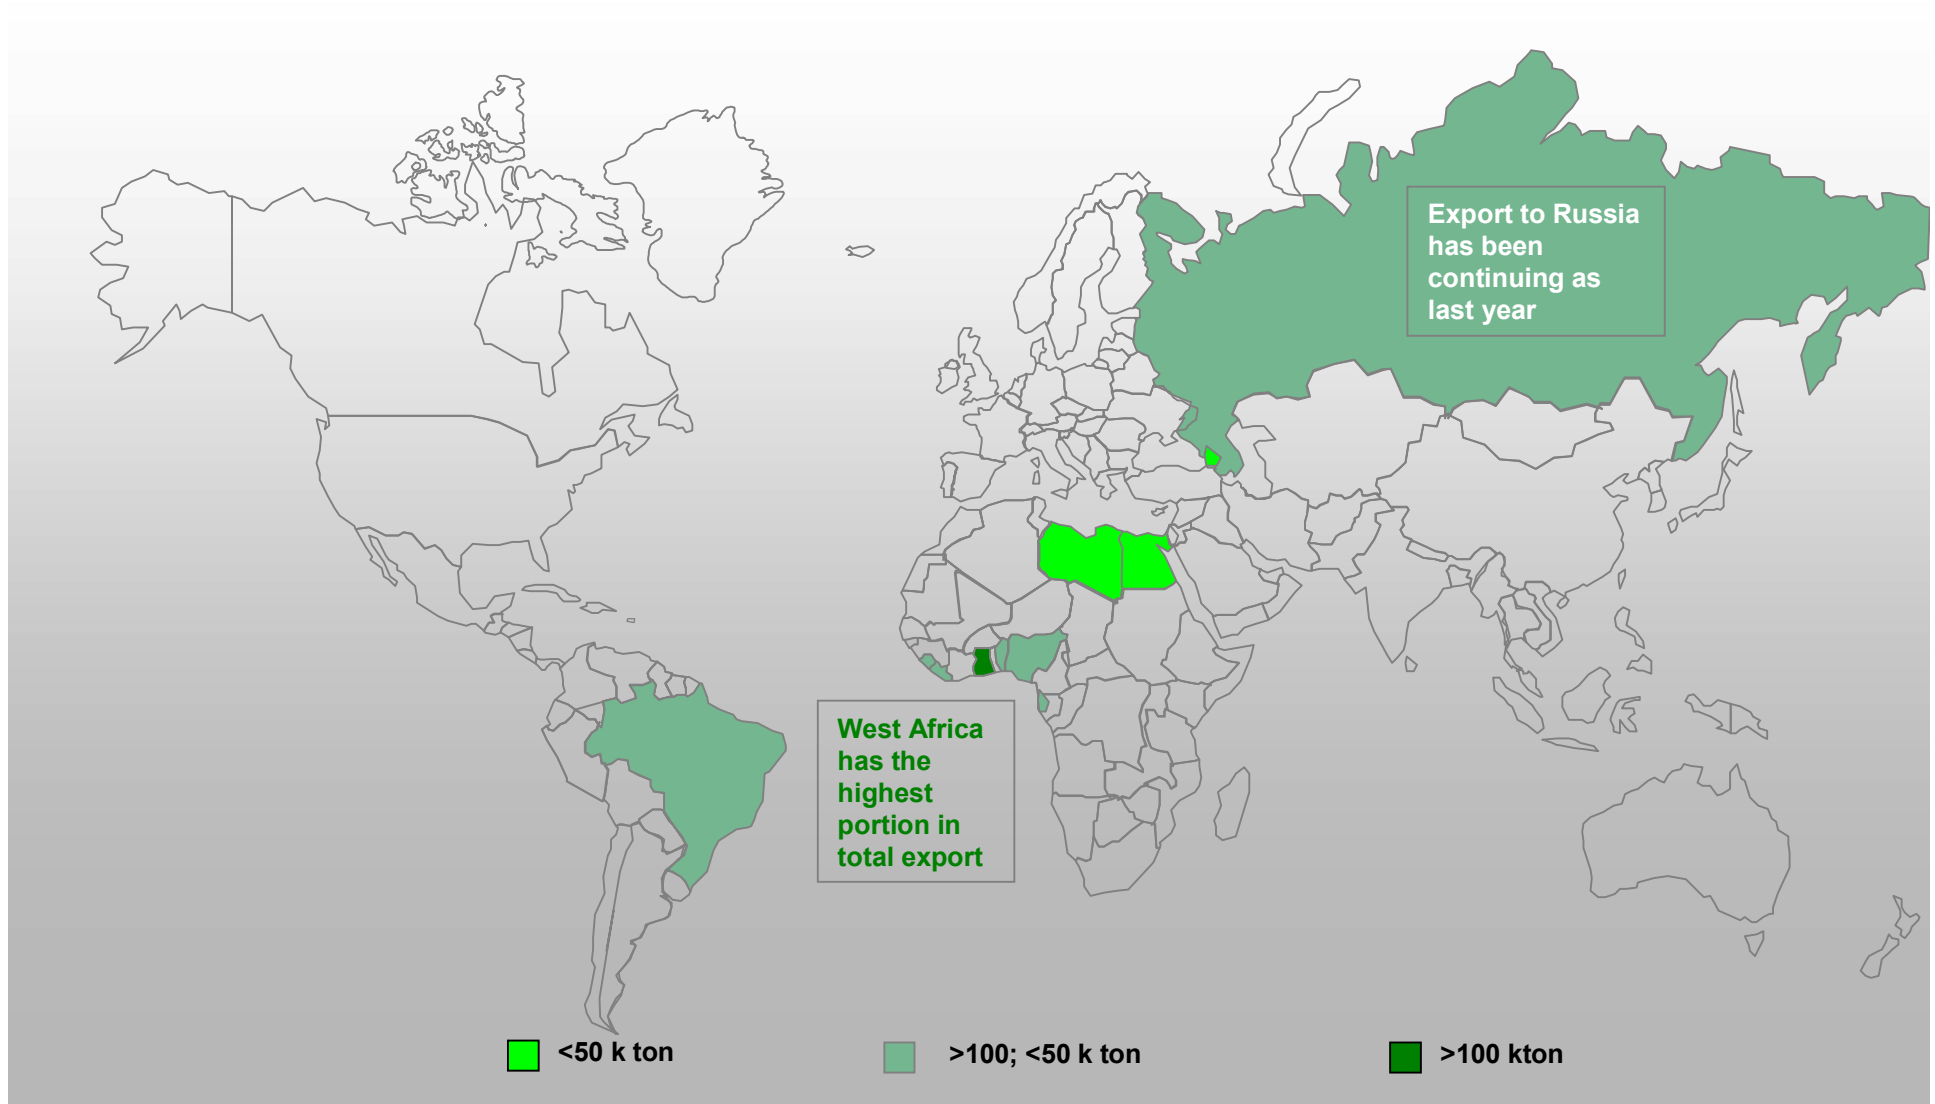 Export to Russia
has been
continuing as
last year
West Africa
has the
highest
portion in
total export
<50 k ton
>100; <50 k ton
>100 kton